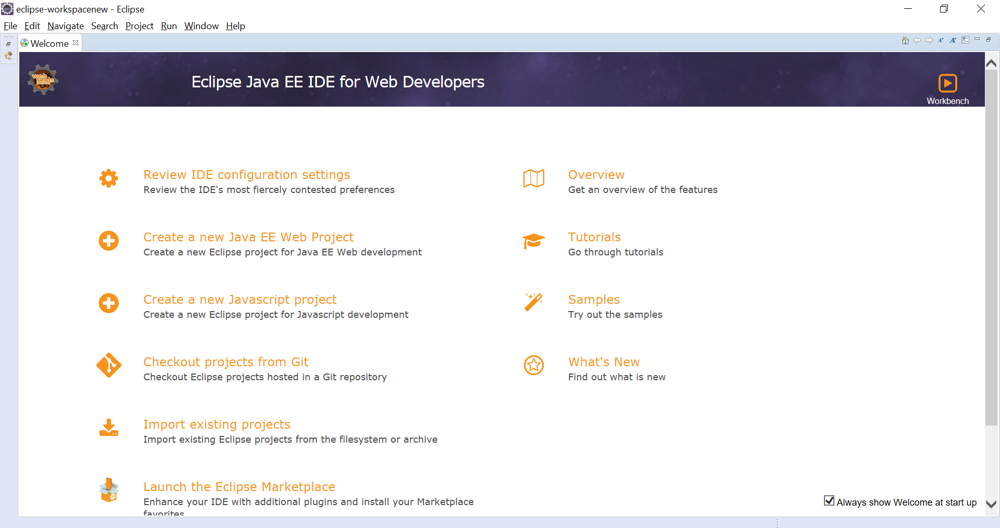 eclipse-workspacenew - Eclipse
File Edit Navigate Search Project Run Window Help
Welcome
web tools platform
Eclipse Java EE IDE for Web Developers
Workbench
Review IDE configuration settings
Review the IDE's most fiercely contested preferences
Overview
Get an overview of the features
Create a new Java EE Web Project
Create a new Eclipse project for Java EE Web development
Tutorials
Go through tutorials
Create a new Javascript project
Create a new Eclipse project for Javascript development
Samples
Try out the samples
Checkout projects from Git
Checkout Eclipse projects hosted in a Git repository
What's New
Find out what is new
Import existing projects
Import existing Eclipse projects from the filesystem or archive
Launch the Eclipse Marketplace
Enhance your IDE with additional plugins and install your Marketplace
favorites
Always show Welcome at start up